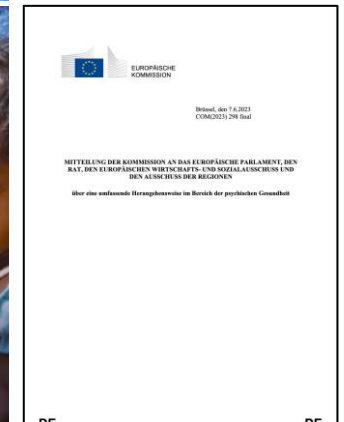 EUROPÄISCHE
KOMMISSION
Brüssel, den 7.6.2023
COM(2023) 298 final
MITTEILUNG DER KOMMISSION AN DAS EUROPÄISCHE PARLAMENT, DEN
RAT, DEN EUROPÄISCHEN WIRTSCHAFTS- UND SOZIALAUSSCHUSS UND
DEN AUSSCHUSS DER REGIONEN
über eine umfassende Herangehensweise im Bereich der psychischen Gesundheit
DE
DE